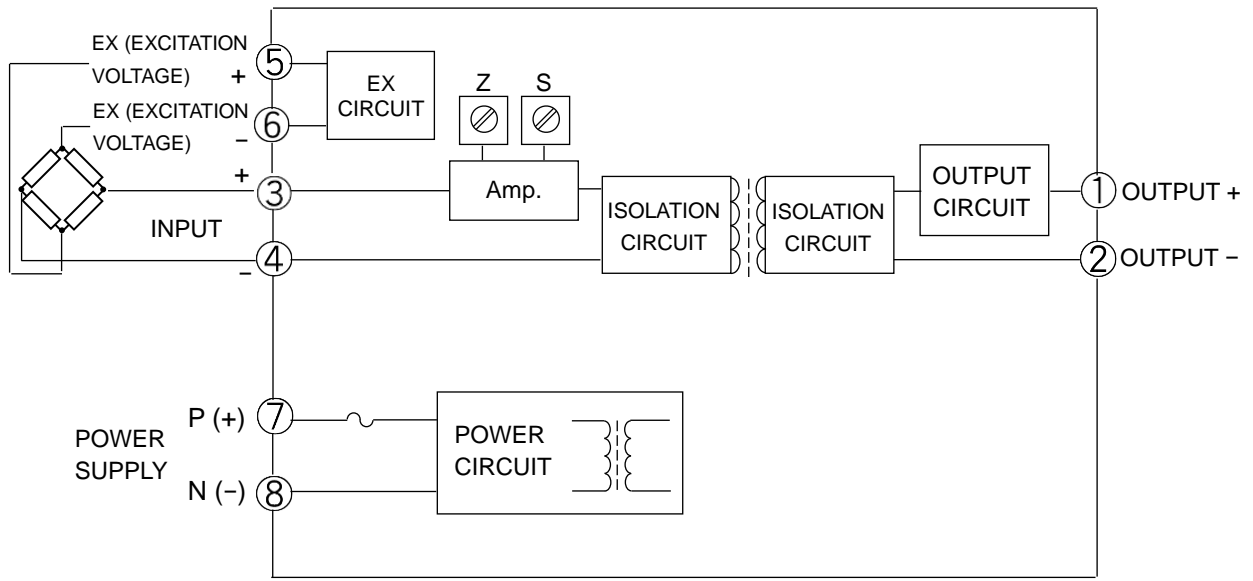 EX (EXCITATION
VOLTAGE) +
5
EX
CIRCUIT
EX (EXCITATION
VOLTAGE) −
6
Z S
+
3
Amp.
INPUT
−
4
ISOLATION
CIRCUIT
ISOLATION
CIRCUIT
OUTPUT
CIRCUIT
1 OUTPUT +
2 OUTPUT −
POWER
SUPPLY
P (+) 7
N (−) 8
POWER
CIRCUIT